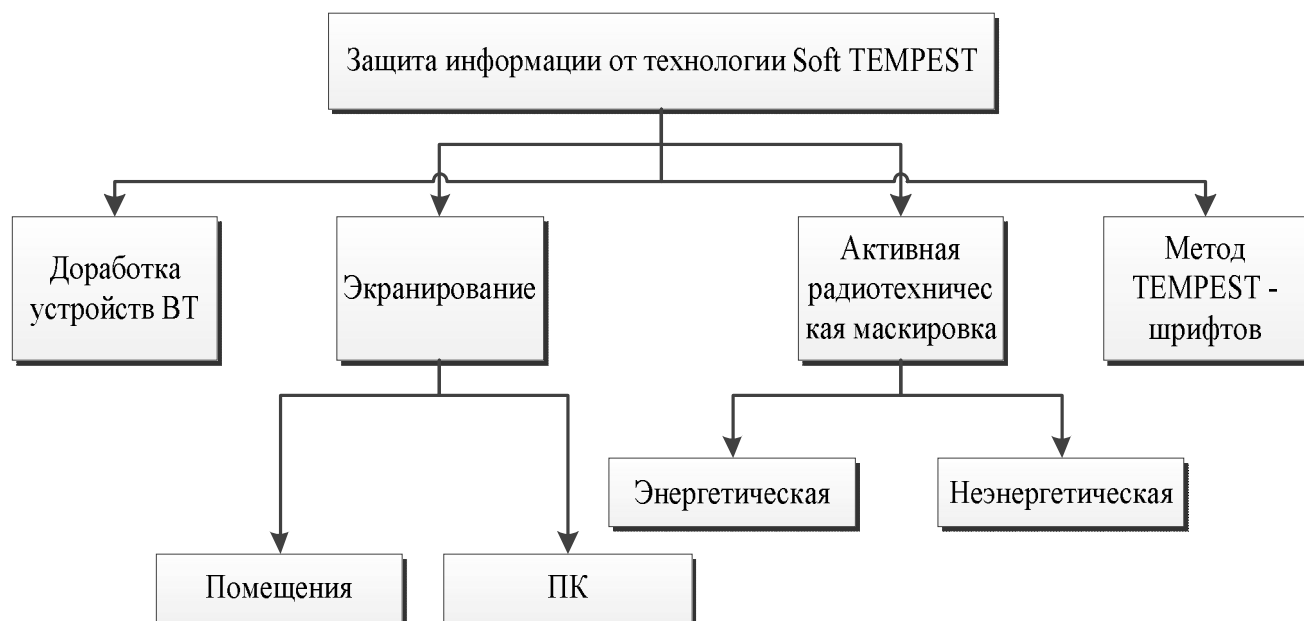 Защита информации от технологии Soft TEMPEST
Доработка
устройств ВТ
Экранирование
Активная
радиотехничес
кая маскировка
Метод
TEMPEST -
шрифтов
Энергетическая
Неэнергетическая
Помещения
ПК